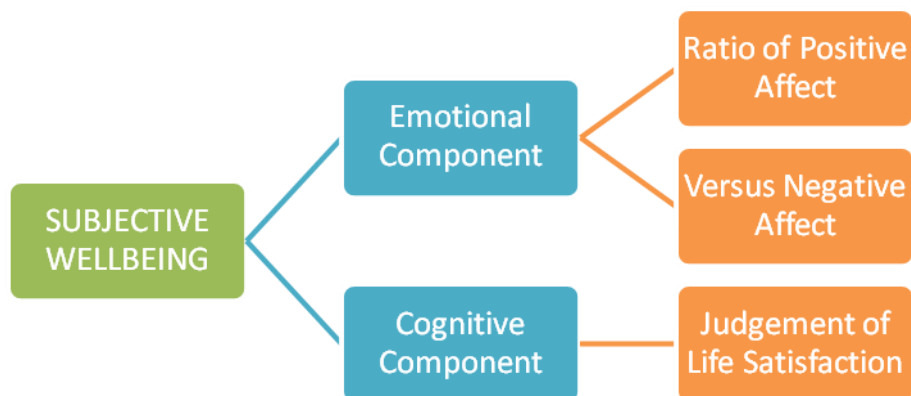 SUBJECTIVE
WELLBEING
Emotional
Component
Cognitive
Component
Ratio of Positive
Affect
Versus Negative
Affect
Judgement of
Life Satisfaction